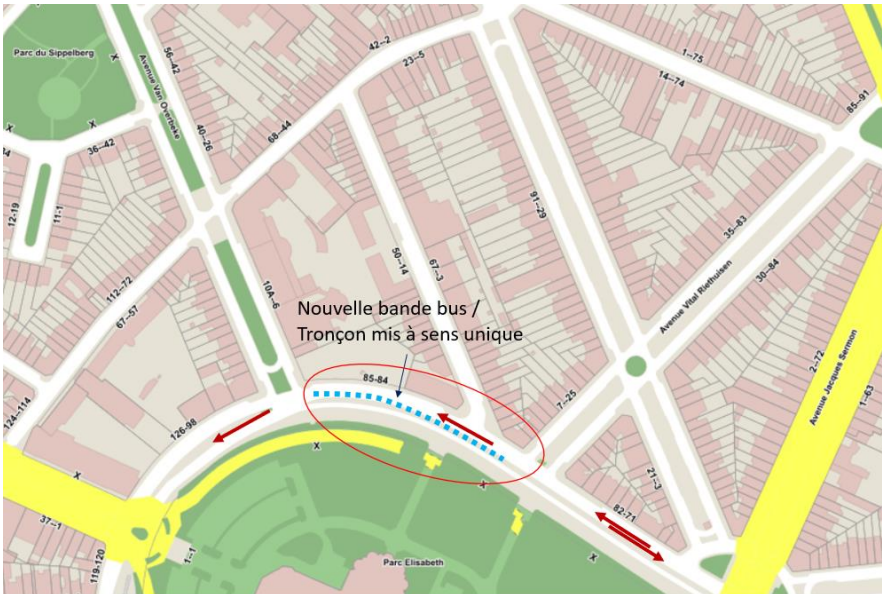 Parc du Sippelberg
X
56--42
Avenue Van Overbeke
42--2
23--5
1--75
14--74
85--91
X
36--42
40--26
68--44
12-19
11-1
91--29
35--83
50--14
67--3
30--84
10A--6
112--72
67--57
Avenue Vital Riethuisen
Nouvelle bande bus /
Tronçon mis à sens unique
2--72
Avenue Jacques Sermon
1--63
85-84
124--114
7--25
126-98
X
X
21--3
X
82-71
37--1
1--1
X
119-120
Parc Elisabeth